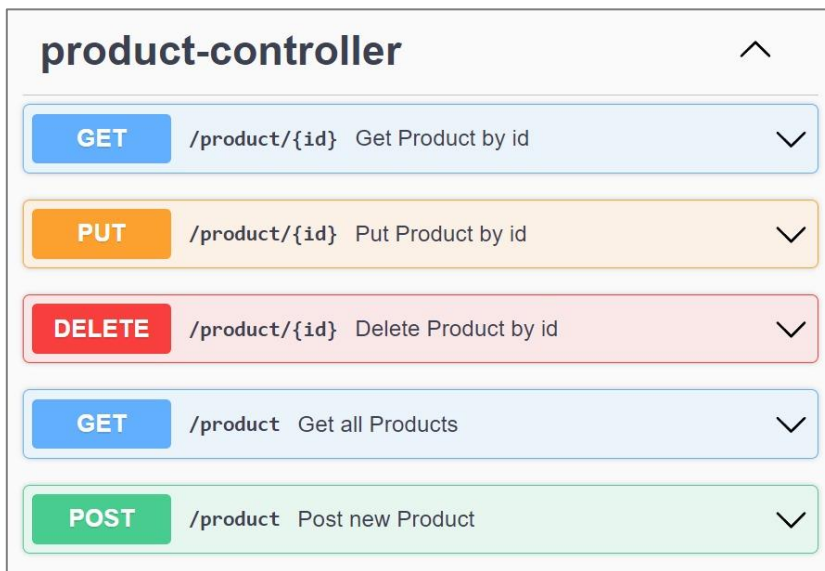 product-controller
GET /product/{id} Get Product by id
PUT /product/{id} Put Product by id
DELETE /product/{id} Delete Product by id
GET /product Get all Products
POST /product Post new Product